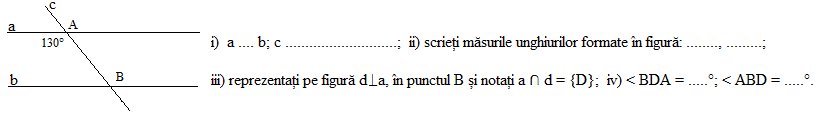 c
a A
130°
i) a .... b; c ............................; ii) scrieți măsurile unghiurilor formate în figură: ........, .........;
b B
iii) reprezentați pe figură d⊥a, în punctul B și notați a ∩ d = {D}; iv) < BDA = .....°; < ABD = .....°.